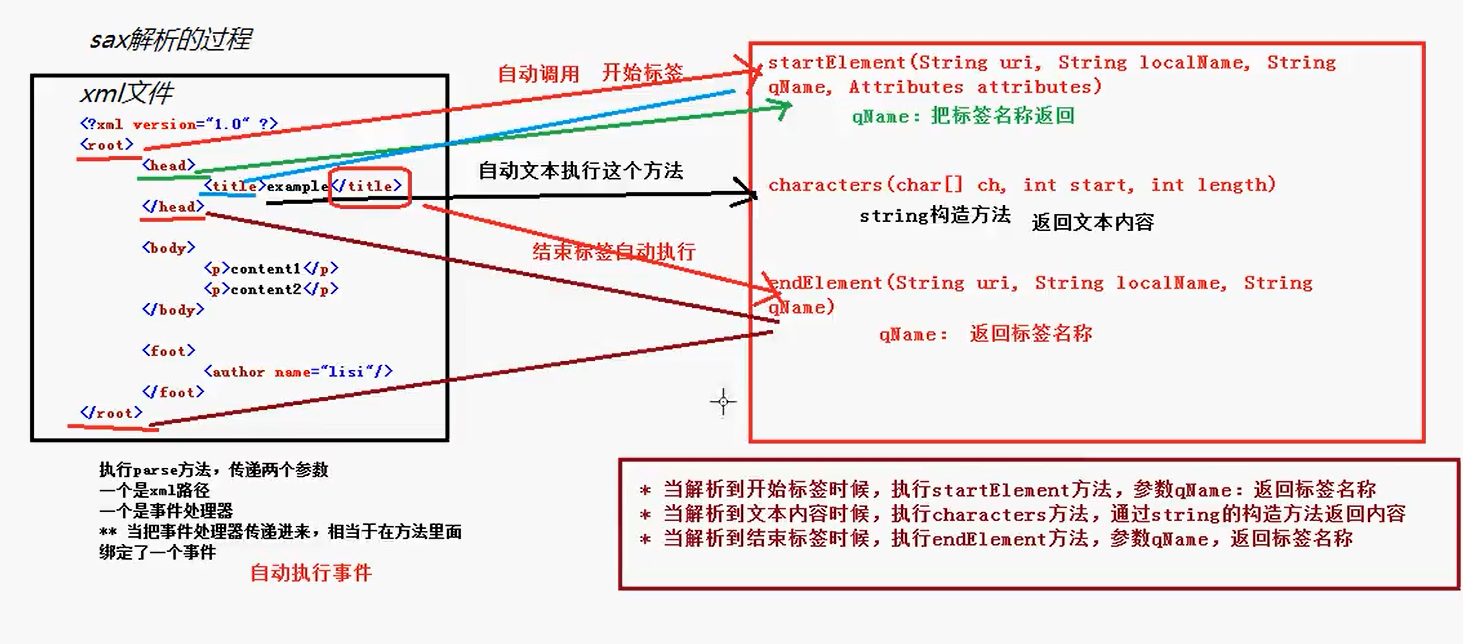 sax解析的过程
xml文件
<?xml version="1.0" ?>
<root>
<head>
<title>example</title>
</head>
<body>
<p>content1</p>
<p>content2</p>
</body>
<foot>
<author name="lisi"/>
</foot>
</root>
自动调用 开始标签
自动文本执行这个方法
结束标签自动执行
startElement(String uri, String localName, String
qName, Attributes attributes)
qName：把标签名称返回
characters(char[] ch, int start, int length)
string构造方法 返回文本内容
endElement(String uri, String localName, String
qName)
qName： 返回标签名称
执行parse方法，传递两个参数
一个是xml路径
一个是事件处理器
** 当把事件处理器传递进来，相当于在方法里面
绑定了一个事件
自动执行事件
* 当解析到开始标签时候，执行startElement方法，参数qName：返回标签名称
* 当解析到文本内容时候，执行characters方法，通过string的构造方法返回内容
* 当解析到结束标签时候，执行endElement方法，参数qName，返回标签名称